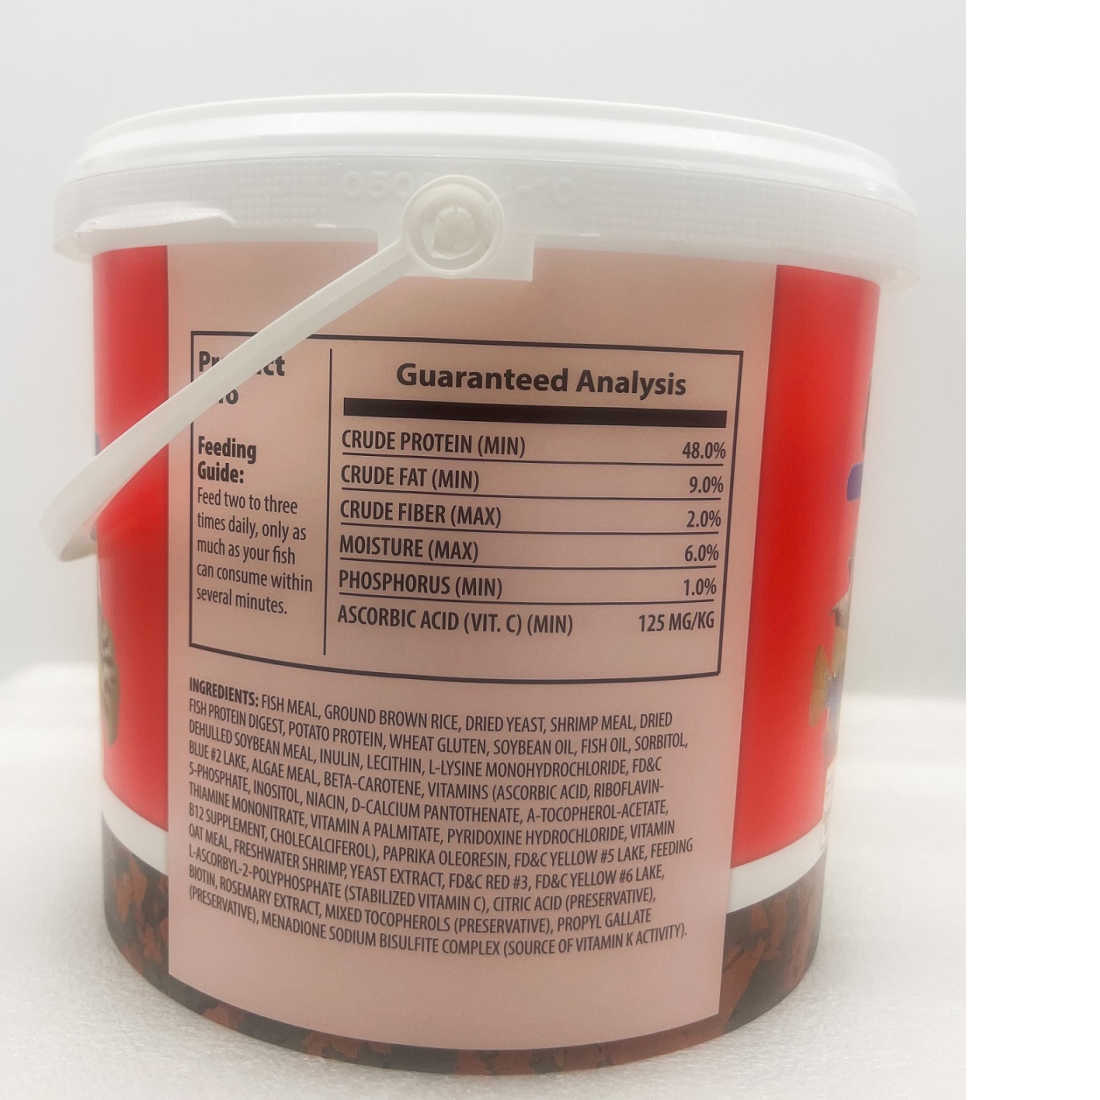 Feeding
Guide:
Feed two to three
times daily, only as
much as your fish
can consume within
several minutes.
Guaranteed Analysis
CRUDE PROTEIN (MIN) 48.0%
CRUDE FAT (MIN) 9.0%
CRUDE FIBER (MAX) 2.0%
MOISTURE (MAX) 6.0%
PHOSPHORUS (MIN) 1.0%
ASCORBIC ACID (VIT. C) (MIN) 125 MG/KG
INGREDIENTS: FISH MEAL, GROUND BROWN RICE, DRIED YEAST, SHRIMP MEAL, DRIED
FISH PROTEIN DIGEST, POTATO PROTEIN, WHEAT GLUTEN, SOYBEAN OIL, FISH OIL, SORBITOL,
DEHULLED SOYBEAN MEAL, INULIN, LECITHIN, L-LYSINE MONOHYDROCHLORIDE, FD&C
BLUE #2 LAKE, ALGAE MEAL, BETA-CAROTENE, VITAMINS (ASCORBIC ACID, RIBOFLAVIN-
5-PHOSPHATE, INOSITOL, NIACIN, D-CALCIUM PANTOTHENATE, A-TOCOPHEROL-ACETATE,
THIAMINE MONONITRATE, VITAMIN A PALMITATE, PYRIDOXINE HYDROCHLORIDE, VITAMIN
B12 SUPPLEMENT, CHOLECALCIFEROL), PAPRIKA OLEORESIN, FD&C YELLOW #5 LAKE, FEEDING
OAT MEAL, FRESHWATER SHRIMP, YEAST EXTRACT, FD&C RED #3, FD&C YELLOW #6 LAKE,
L-ASCORBYL-2-POLYPHOSPHATE (STABILIZED VITAMIN C), CITRIC ACID (PRESERVATIVE),
BIOTIN, ROSEMARY EXTRACT, MIXED TOCOPHEROLS (PRESERVATIVE), PROPYL GALLATE
(PRESERVATIVE), MENADIONE SODIUM BISULFITE COMPLEX (SOURCE OF VITAMIN K ACTIVITY).